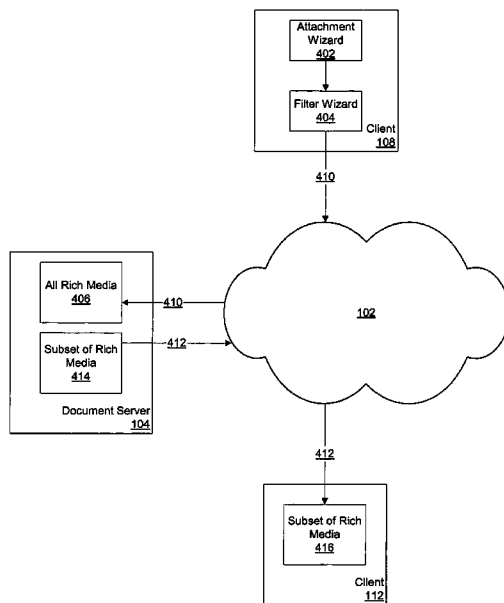 Attachment
Wizard
402
Filter Wizard
404
Client
108
410
All Rich Media
406
410
102
Subset of Rich
Media
414
412
Document Server
104
412
Subset of Rich
Media
416
Client
112